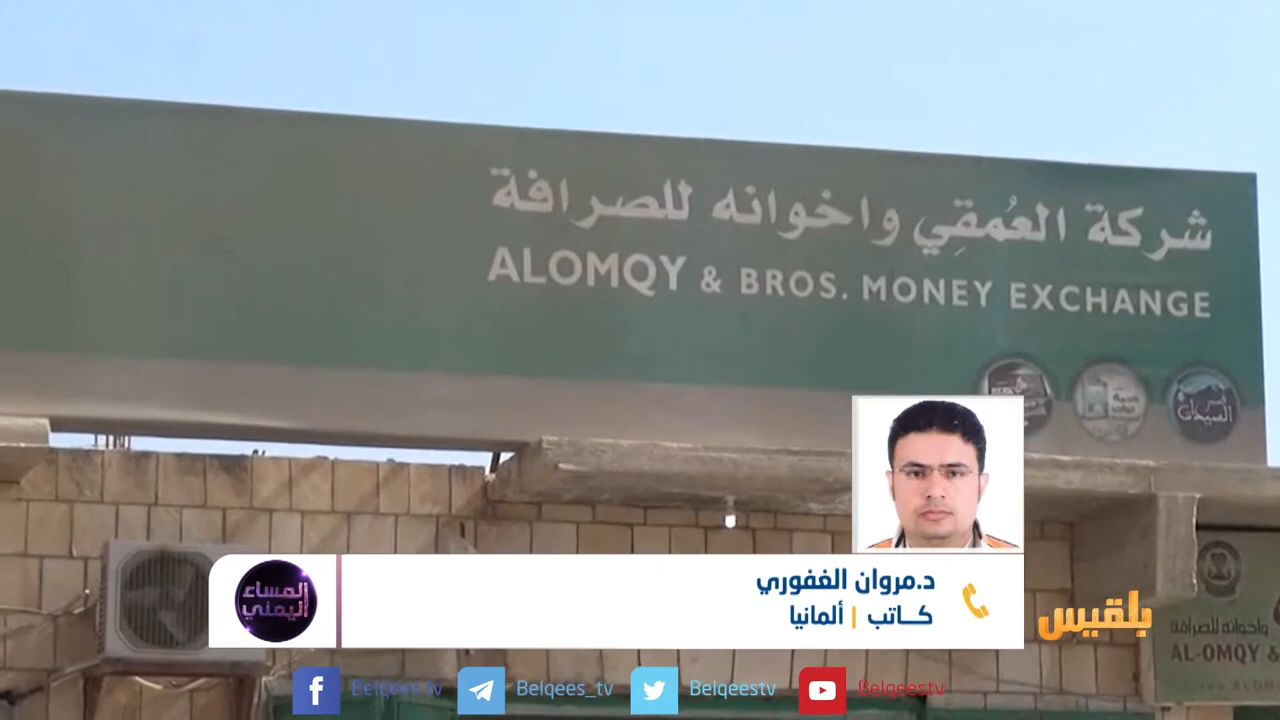 شركة العُمقِي واخوانه للصرافة
ALOMQY & BROS. MONEY EXCHANGE
السيدان
د.مروان الغفوري
كاتب | ألمانيا
المساء اليمني
بلقيس
واخوانه للصرافة
AL-OMQY &
Belqees tv
Belqees_tv
Belqeestv
Belqeestv